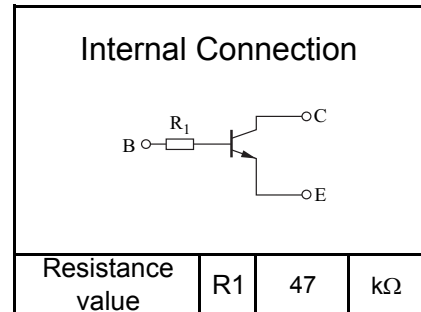 Internal Connection
C
R1
B
E
Resistance value R1 47 kΩ